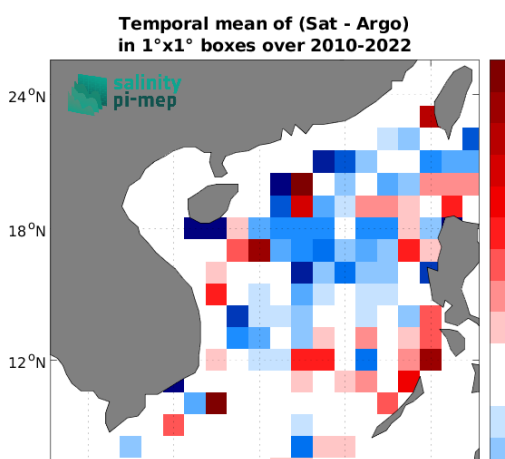 Temporal mean of (Sat - Argo)
in 1°x1° boxes over 2010-2022
salinity
pi-mep
24°N
18°N
12°N